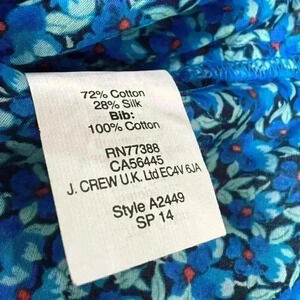 72% Cotton
28% Silk
Bib:
100% Cotton
RN77388
CA56445
J. CREW U.K. Ltd EC4V 6JA
Style A2449
SP 14